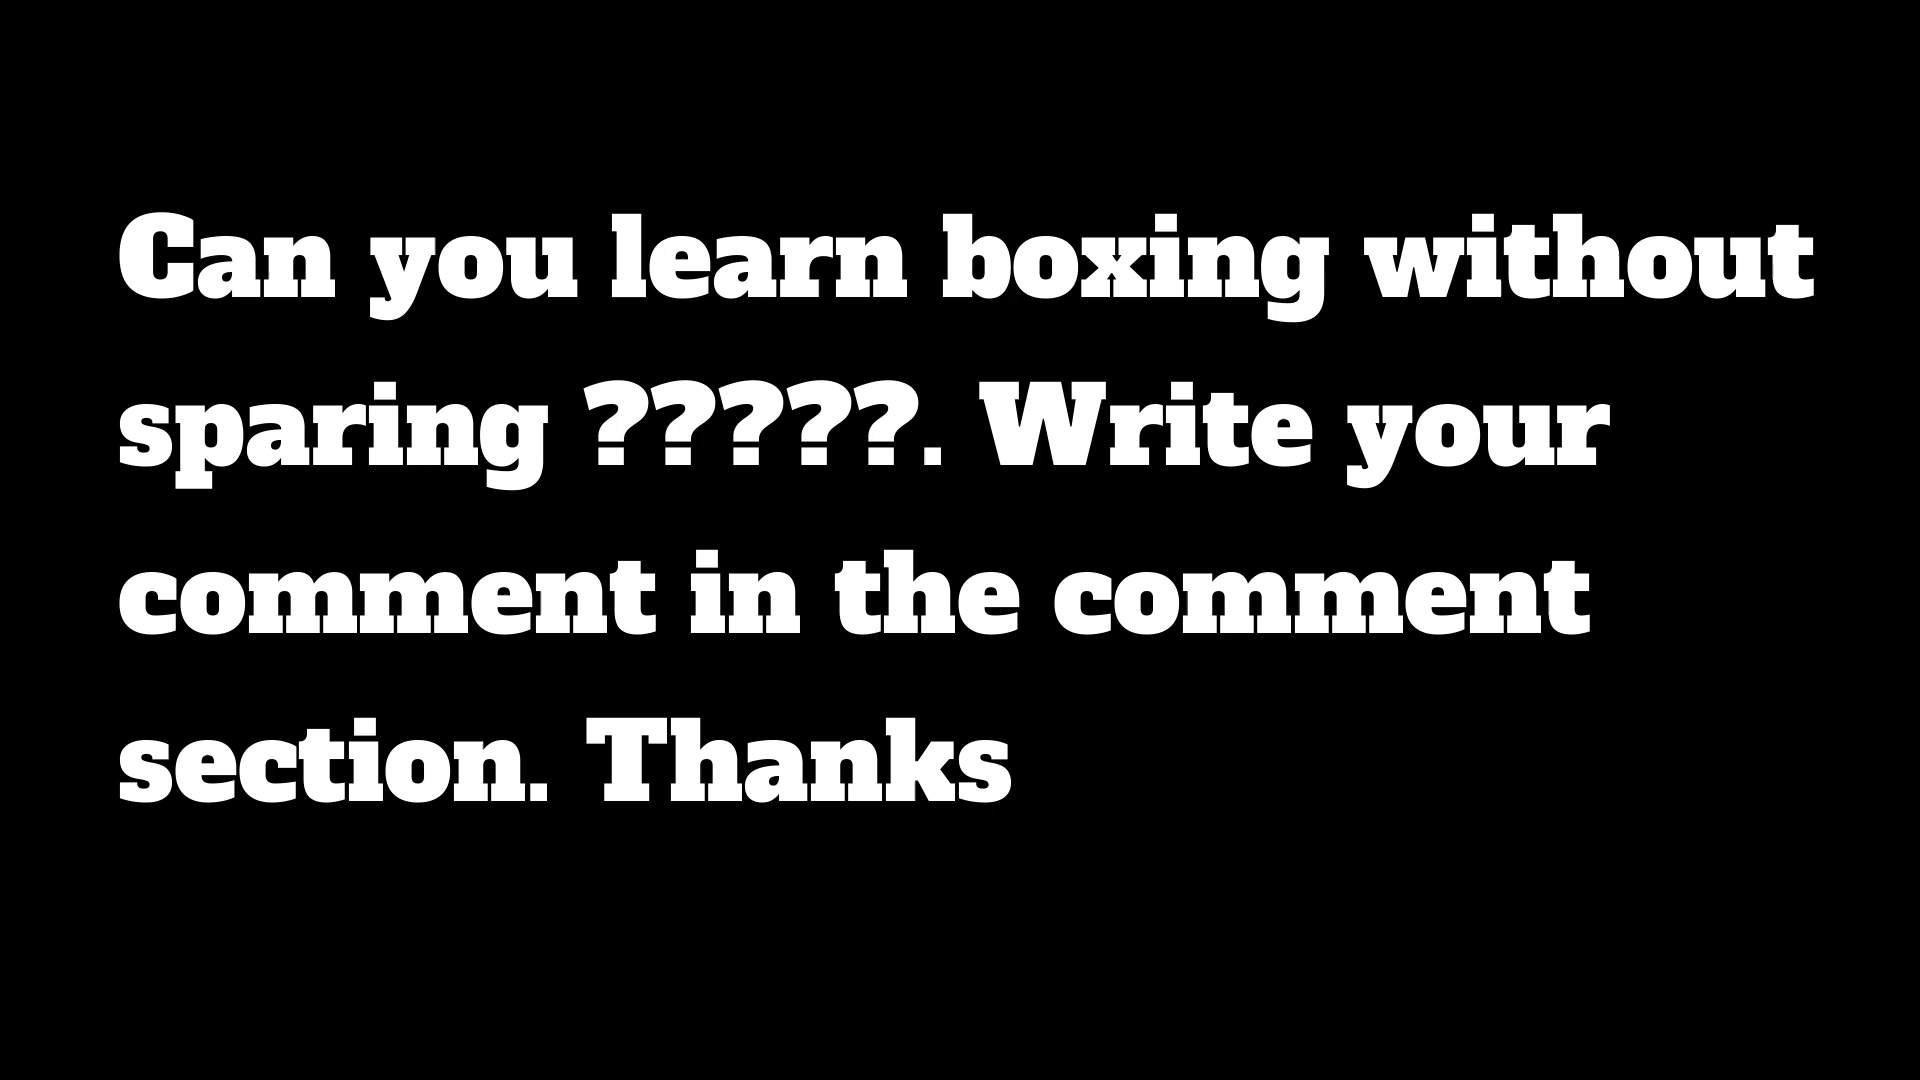 Can you learn boxing without
sparing ?????. Write your
comment in the comment
section. Thanks